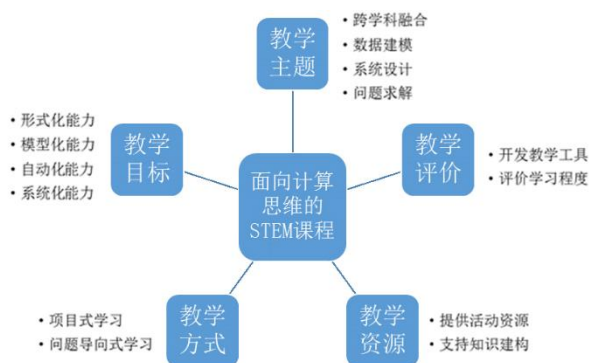 教学
主题
• 跨学科融合
• 数据建模
• 系统设计
• 问题求解
• 形式化能力
• 模型化能力
• 自动化能力
• 系统化能力
教学
目标
教学
评价
• 开发教学工具
• 评价学习程度
面向计算
思维的
STEM课程
• 项目式学习
• 问题导向式学习
教学
方式
教学
资源
• 提供活动资源
• 支持知识建构